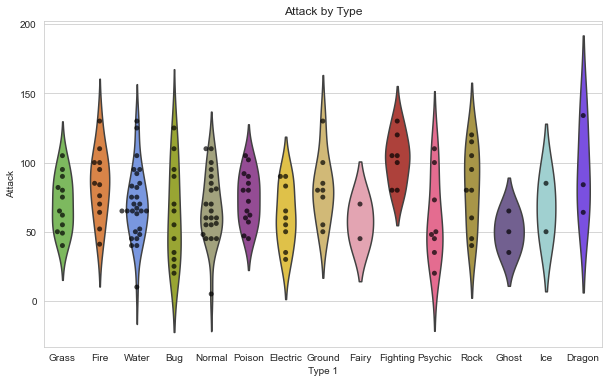 Attack by Type
200
150
100
50
0
Attack
Grass Fire Water Bug Normal Poison Electric Ground Fairy Fighting Psychic Rock Ghost Ice Dragon
Type 1